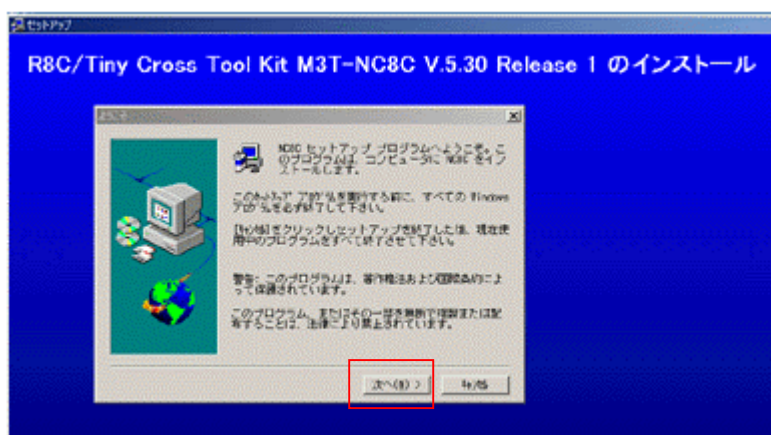 セットアップ
R8C/Tiny Cross Tool Kit M3T-NC8C V.5.30 Release 1 のインストール
ようこそ
NC8C セットアップ プログラムへようこそ。こ
のプログラムは、コンピュータに NC8C をイン
ストールします。
このセットアップ プログラムを実行する前に、すべての Windows
プログラムを必ず終了して下さい。
[キャンセル]をクリックしセットアップを終了した後、現在使
用中のプログラムをすべて終了させて下さい。
警告: このプログラムは、著作権法および国際条約によ
って保護されています。
このプログラム、またはその一部を無断で複製または配
布することは、法律により禁止されています。
次へ(N) >
キャンセル